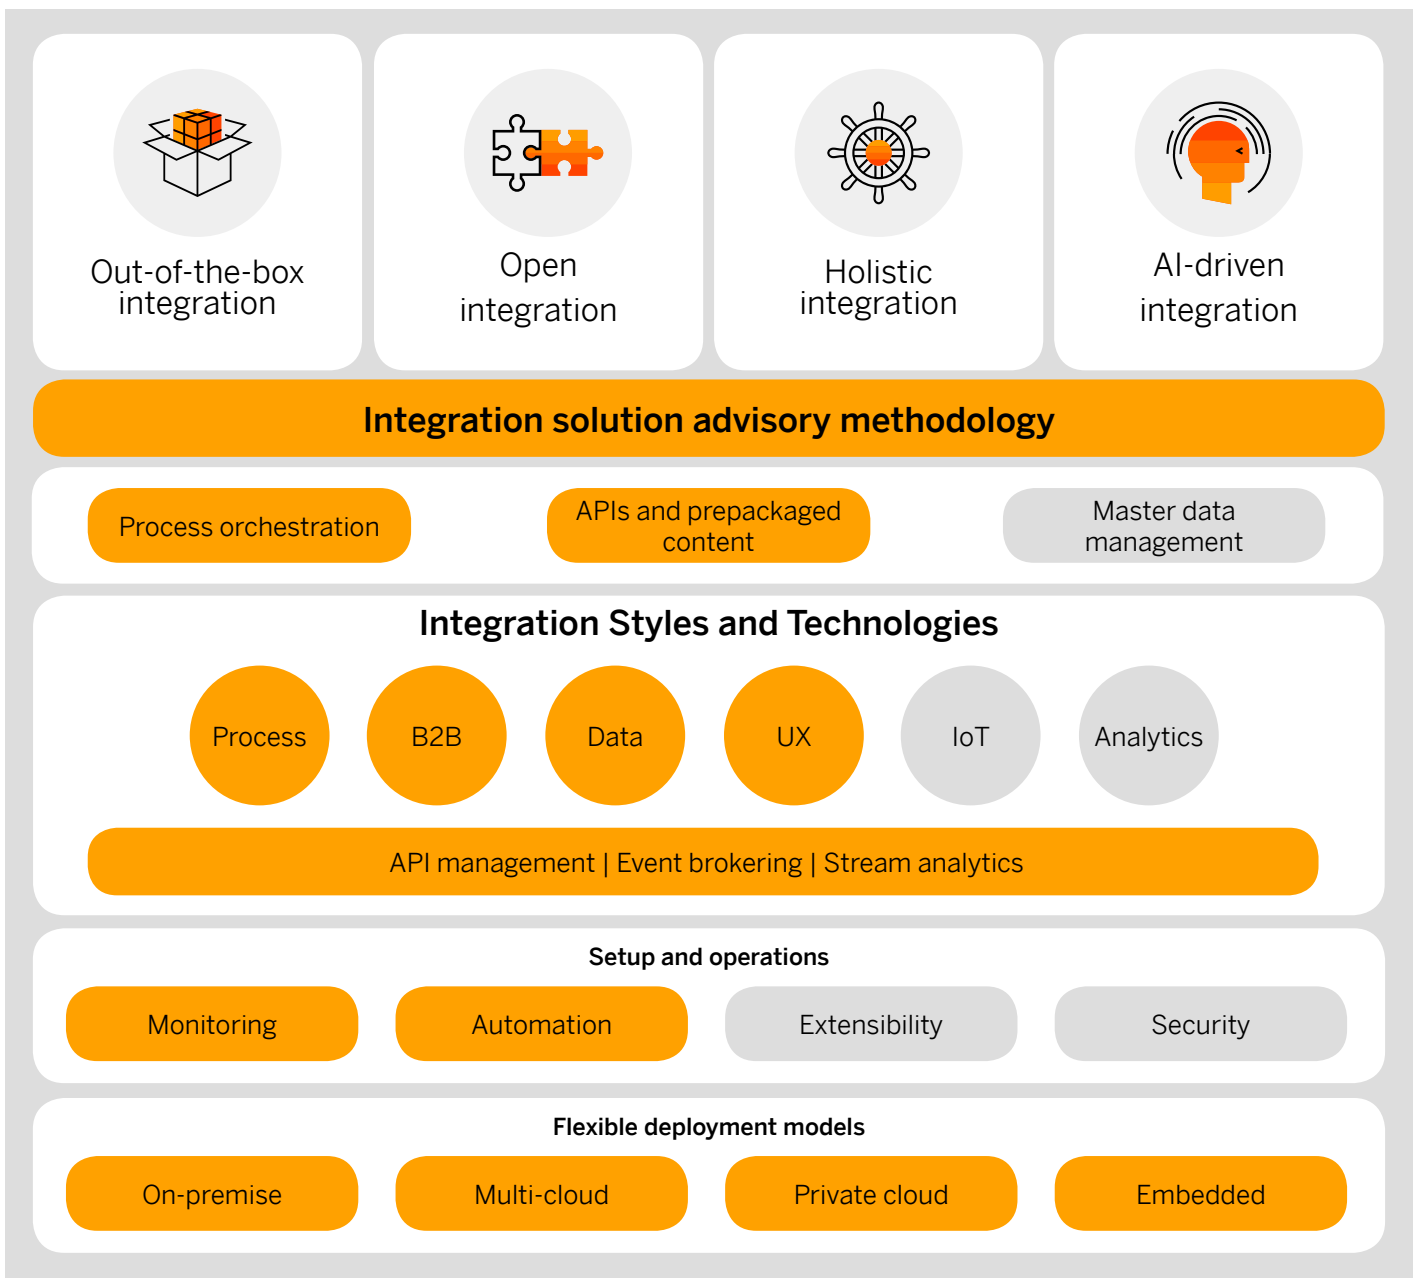 Out-of-the-box
integration
Open
integration
Holistic
integration
AI-driven
integration
Integration solution advisory methodology
Process orchestration
APIs and prepackaged
content
Master data
management
Integration Styles and Technologies
Process
B2B
Data
UX
IoT
Analytics
API management | Event brokering | Stream analytics
Setup and operations
Monitoring
Automation
Extensibility
Security
Flexible deployment models
On-premise
Multi-cloud
Private cloud
Embedded